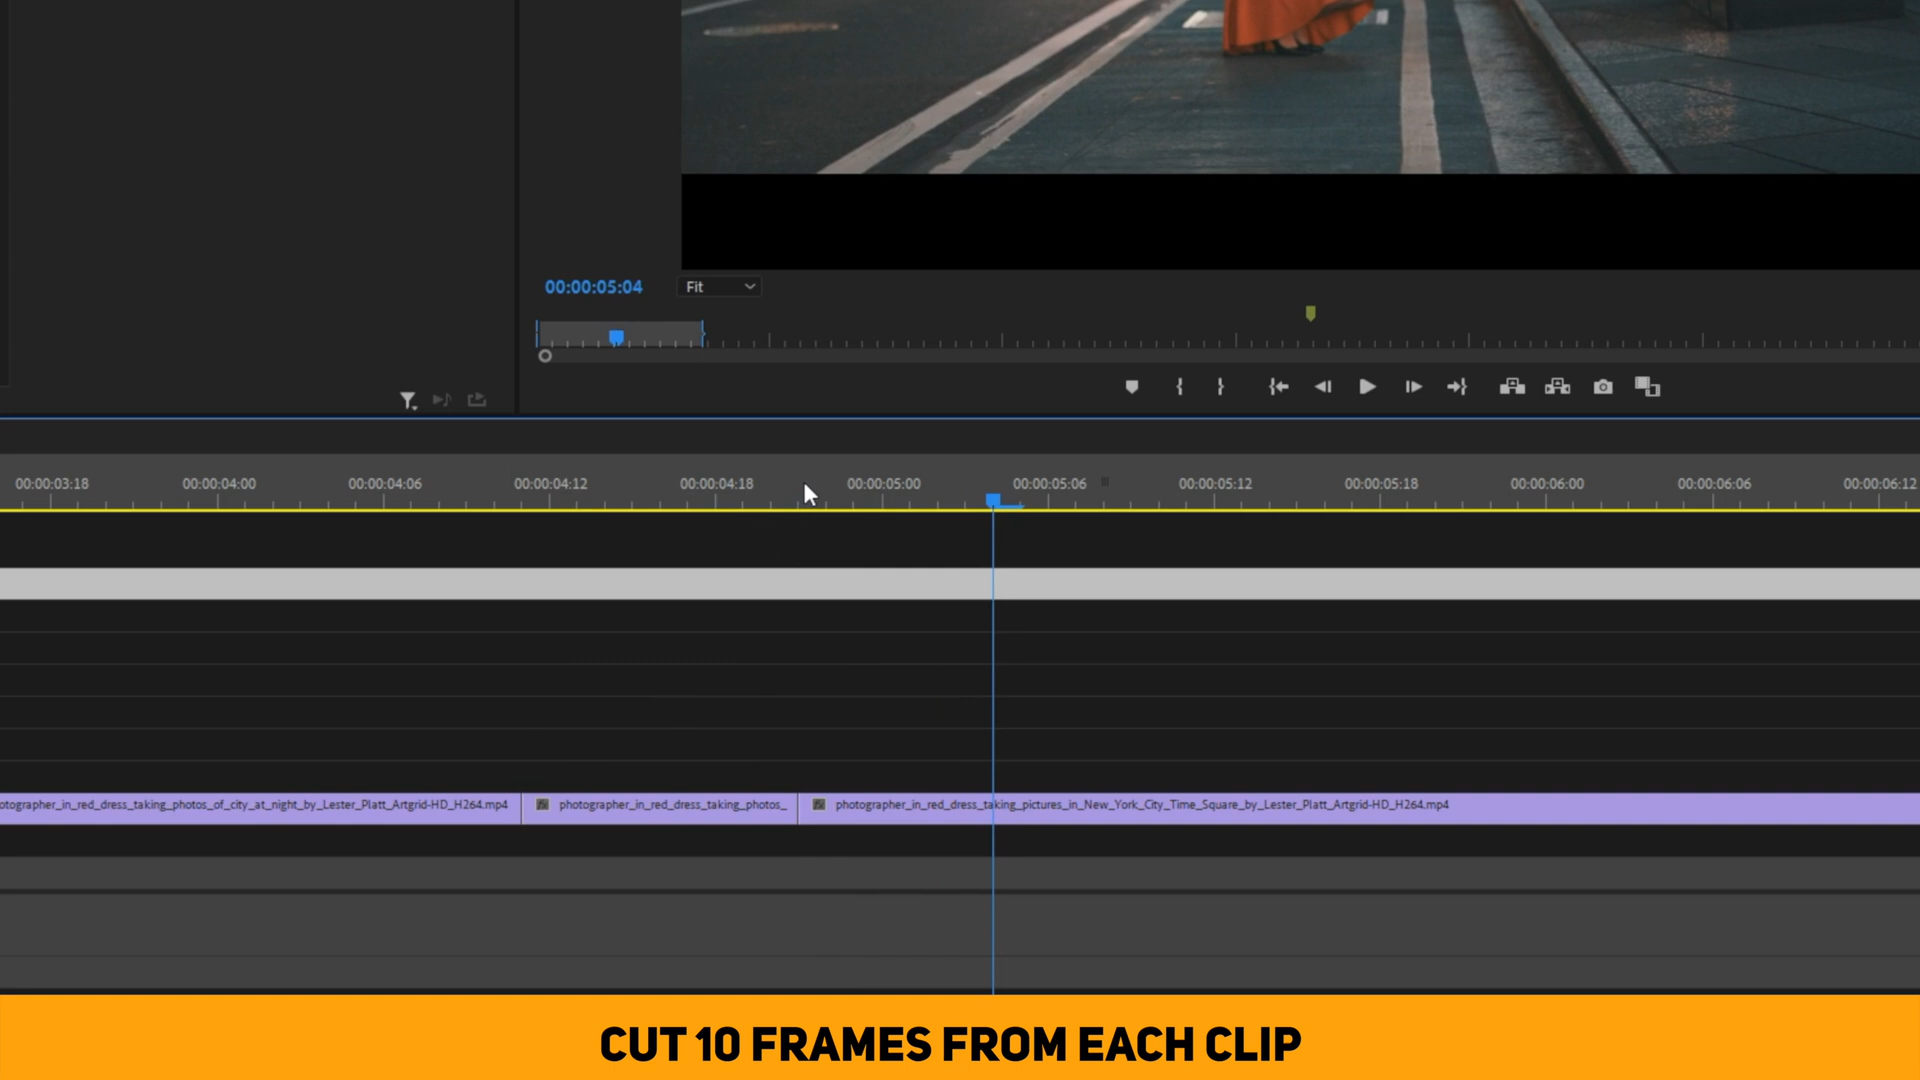 00:00:05:04
Fit
00:00:03:18
00:00:04:00
00:00:04:06
00:00:04:12
00:00:04:18
00:00:05:00
00:00:05:06
00:00:05:12
00:00:05:18
00:00:06:00
00:00:06:06
00:00:06:12
otographer_in_red_dress_taking_photos_of_city_at_night_by_Lester_Platt_Artgrid-HD_H264.mp4
fx
photographer_in_red_dress_taking_photos_
fx
photographer_in_red_dress_taking_pictures_in_New_York_City_Time_Square_by_Lester_Platt_Artgrid-HD_H264.mp4
CUT 10 FRAMES FROM EACH CLIP